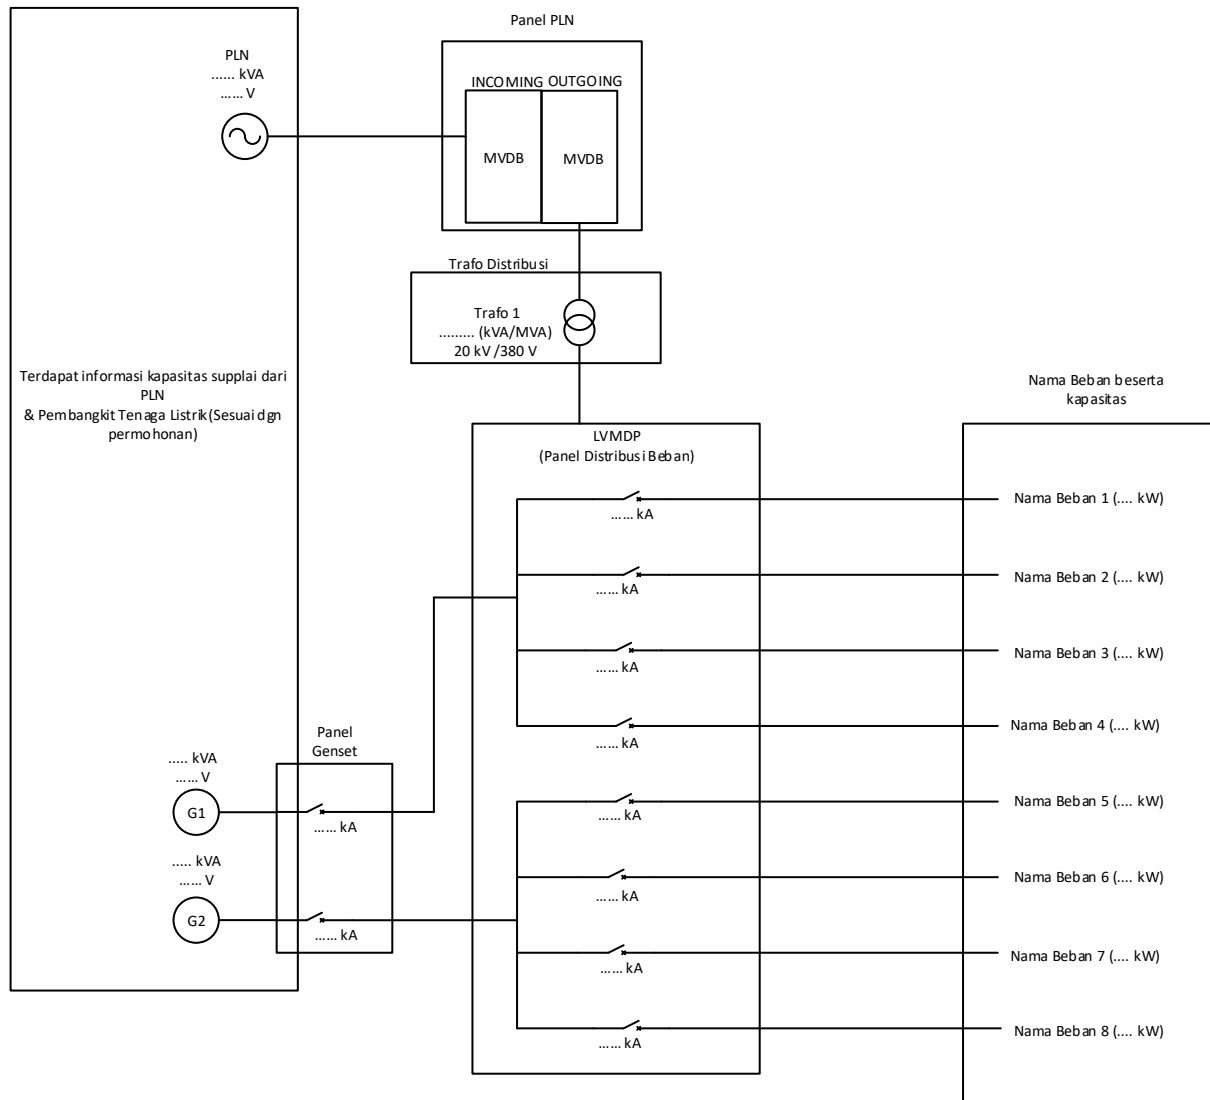 Panel PLN
PLN
...... kVA
...... V
INCOMING OUTGOING
MVDB
MVDB
Trafo Distribusi
Trafo 1
......... (kVA/MVA)
20 kV /380 V
Terdapat informasi kapasitas supplai dari
PLN
& Pembangkit Tenaga Listrik (Sesuai dgn
permohonan)
Nama Beban beserta
kapasitas
LVMDP
(Panel Distribusi Beban)
...... kA
Nama Beban 1 (.... kW)
...... kA
Nama Beban 2 (.... kW)
...... kA
Nama Beban 3 (.... kW)
...... kA
Nama Beban 4 (.... kW)
Panel
Genset
..... kVA
...... V
G1
...... kA
...... kA
Nama Beban 5 (.... kW)
..... kVA
...... V
G2
...... kA
...... kA
Nama Beban 6 (.... kW)
...... kA
Nama Beban 7 (.... kW)
...... kA
Nama Beban 8 (.... kW)